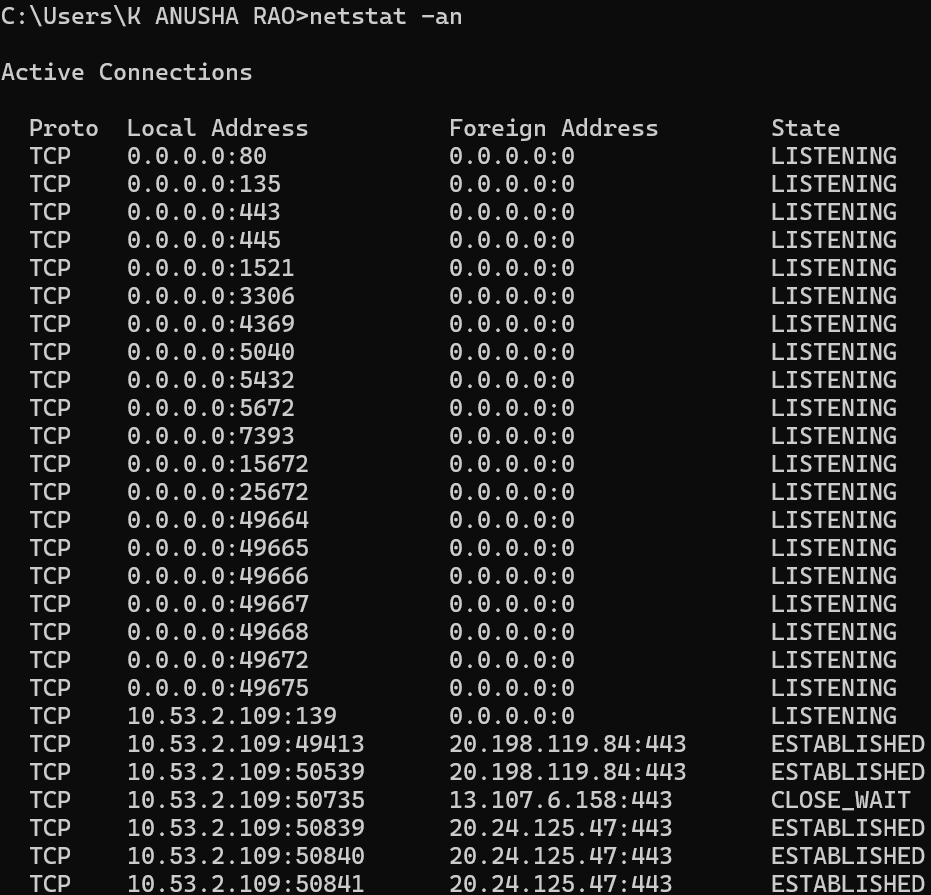 C:\Users\K ANUSHA RAO>netstat -an
Active Connections
Proto  Local Address          Foreign Address        State
TCP    0.0.0.0:80             0.0.0.0:0              LISTENING
TCP    0.0.0.0:135            0.0.0.0:0              LISTENING
TCP    0.0.0.0:443            0.0.0.0:0              LISTENING
TCP    0.0.0.0:445            0.0.0.0:0              LISTENING
TCP    0.0.0.0:1521           0.0.0.0:0              LISTENING
TCP    0.0.0.0:3306           0.0.0.0:0              LISTENING
TCP    0.0.0.0:4369           0.0.0.0:0              LISTENING
TCP    0.0.0.0:5040           0.0.0.0:0              LISTENING
TCP    0.0.0.0:5432           0.0.0.0:0              LISTENING
TCP    0.0.0.0:5672           0.0.0.0:0              LISTENING
TCP    0.0.0.0:7393           0.0.0.0:0              LISTENING
TCP    0.0.0.0:15672          0.0.0.0:0              LISTENING
TCP    0.0.0.0:25672          0.0.0.0:0              LISTENING
TCP    0.0.0.0:49664          0.0.0.0:0              LISTENING
TCP    0.0.0.0:49665          0.0.0.0:0              LISTENING
TCP    0.0.0.0:49666          0.0.0.0:0              LISTENING
TCP    0.0.0.0:49667          0.0.0.0:0              LISTENING
TCP    0.0.0.0:49668          0.0.0.0:0              LISTENING
TCP    0.0.0.0:49672          0.0.0.0:0              LISTENING
TCP    0.0.0.0:49675          0.0.0.0:0              LISTENING
TCP    10.53.2.109:139        0.0.0.0:0              LISTENING
TCP    10.53.2.109:49413      20.198.119.84:443      ESTABLISHED
TCP    10.53.2.109:50539      20.198.119.84:443      ESTABLISHED
TCP    10.53.2.109:50735      13.107.6.158:443       CLOSE_WAIT
TCP    10.53.2.109:50839      20.24.125.47:443       ESTABLISHED
TCP    10.53.2.109:50840      20.24.125.47:443       ESTABLISHED
TCP    10.53.2.109:50841      20.24.125.47:443       ESTABLISHED